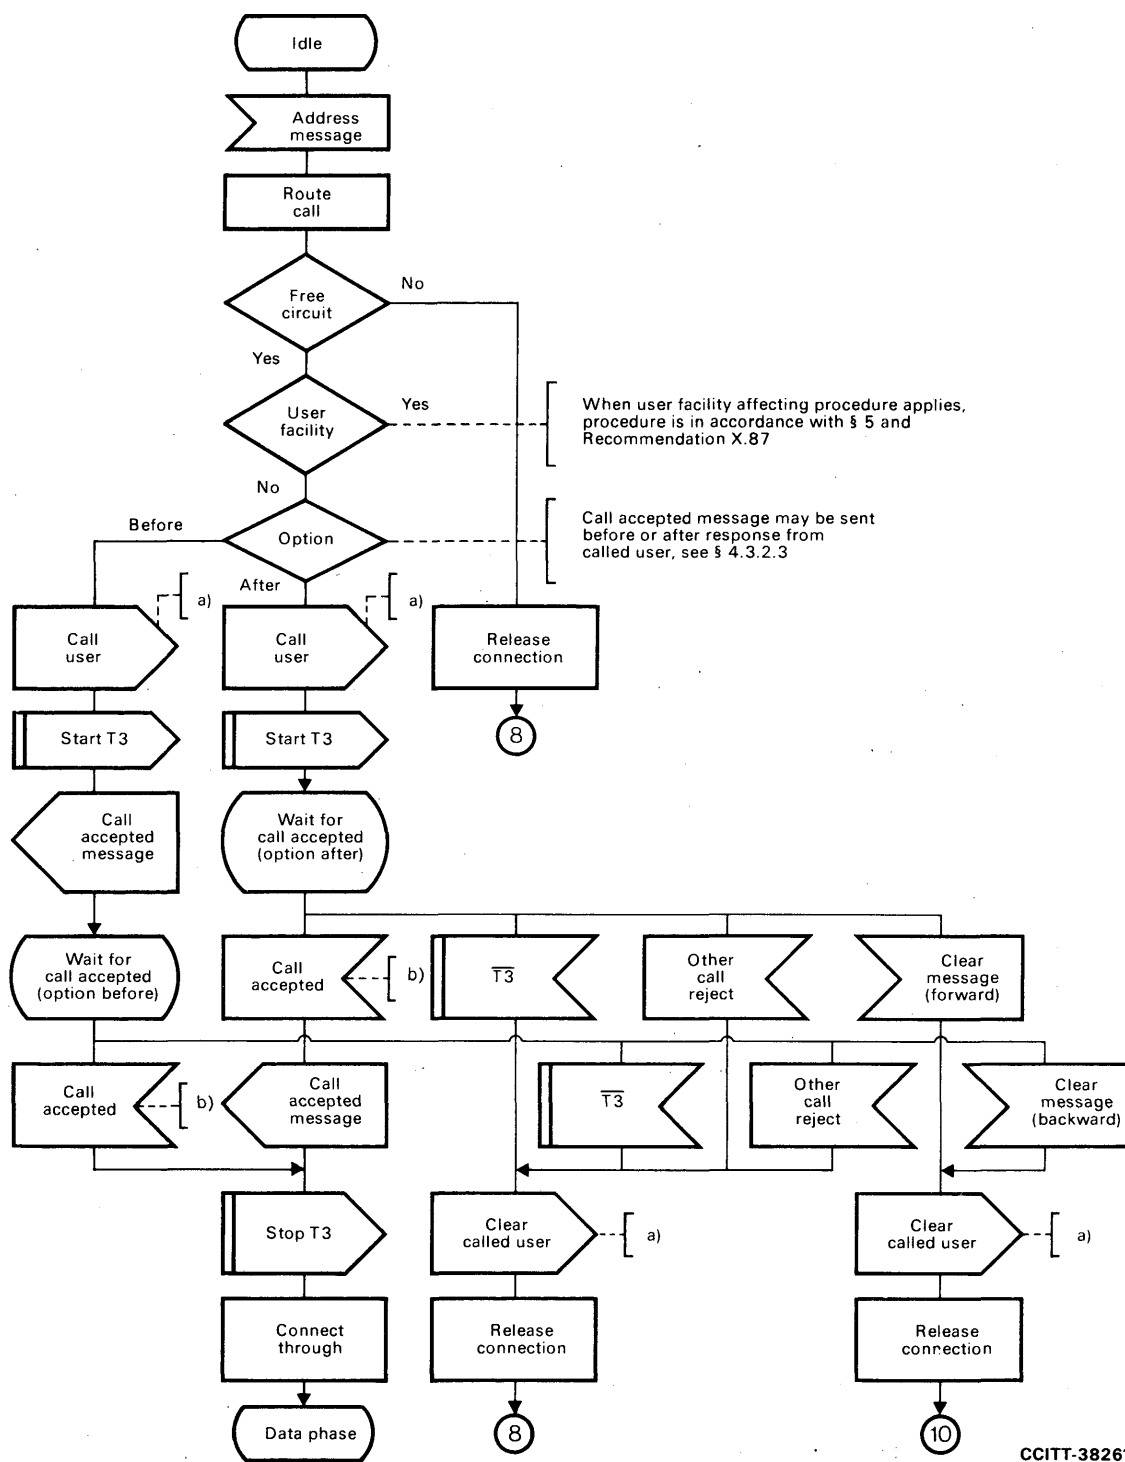 Idle
Address
message
Route
call
Free
circuit
No
Yes
User
facility
Yes
When user facility affecting procedure applies,
procedure is in accordance with § 5 and
Recommendation X.87
No
Before
Option
Call accepted message may be sent
before or after response from
called user, see § 4.3.2.3
After
a)
a)
Call
user
Call
user
Release
connection
Start T3
Start T3
8
Call
accepted
message
Wait for
call accepted
(option after)
Wait for
call accepted
(option before)
Call
accepted
b)
T3
Other
call
reject
Clear
message
(forward)
Call
accepted
b)
Call
accepted
message
T3
Other
call
reject
Clear
message
(backward)
Stop T3
Clear
called user
a)
Clear
called user
a)
Connect
through
Release
connection
Release
connection
Data phase
8
10